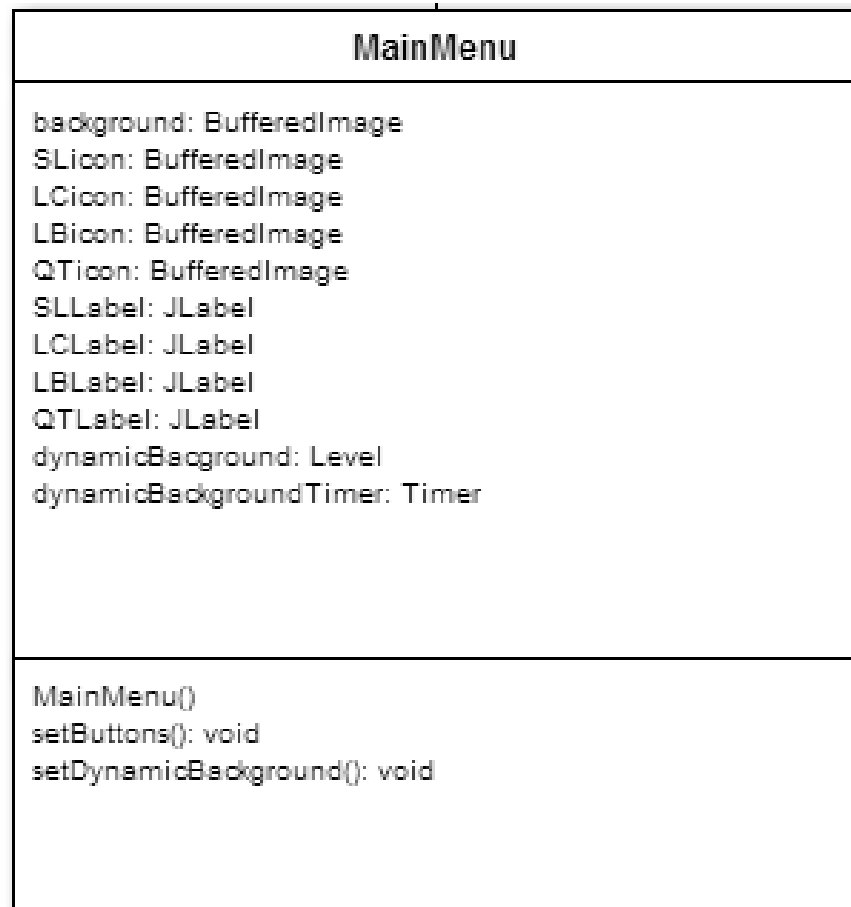 MainMenu
background: BufferedImage
SLicon: BufferedImage
LCicon: BufferedImage
LBicon: BufferedImage
QTicon: BufferedImage
SLLabel: JLabel
LCLabel: JLabel
LBLabel: JLabel
QTLabel: JLabel
dynamicBacground: Level
dynamicBackgroundTimer: Timer
MainMenu()
setButtons(): void
setDynamicBackground(): void